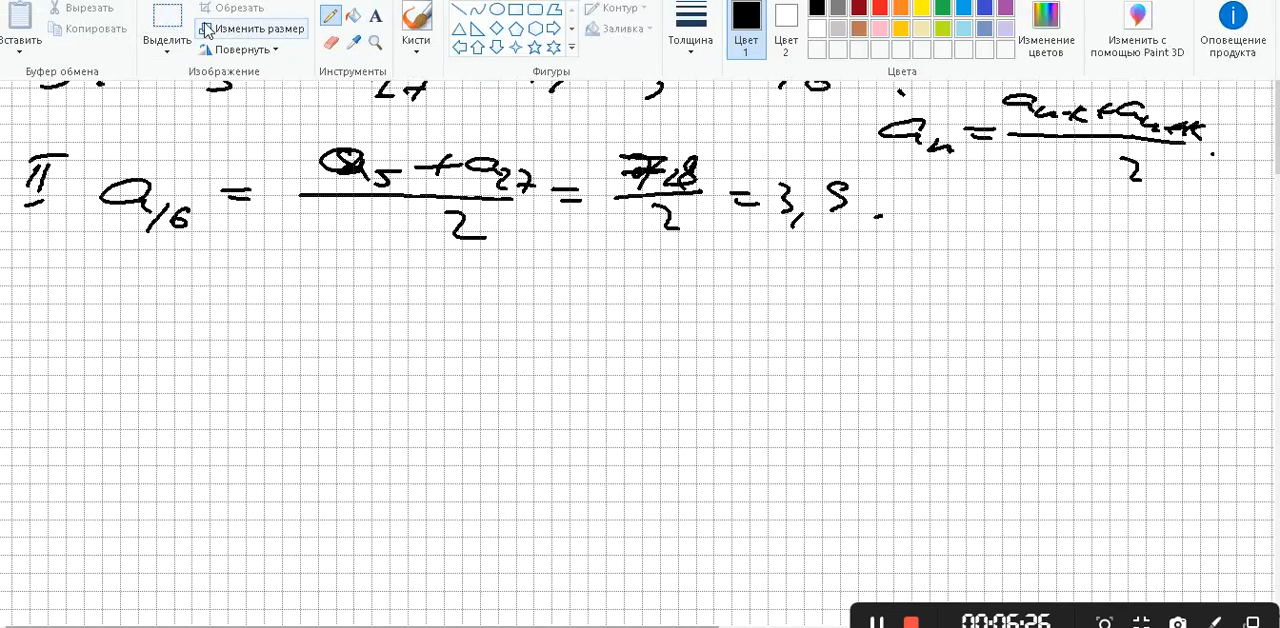 Вырезать
Копировать
Вставить
Буфер обмена
Выделить
Обрезать
Изменить размер
Повернуть
Изображение
A
Инструменты
Кисти
Контур
Заливка
Фигуры
Толщина
Цвет 1
Цвет 2
Цвета
Изменение цветов
Изменить с помощью Paint 3D
Оповещение продукта
aₙ = (aₙ₋ₖ + aₙ₊ₖ) / 2
II a₁₆ = (a₅ + a₂₇) / 2 = 7,8 / 2 = 3,9.
00:06:26